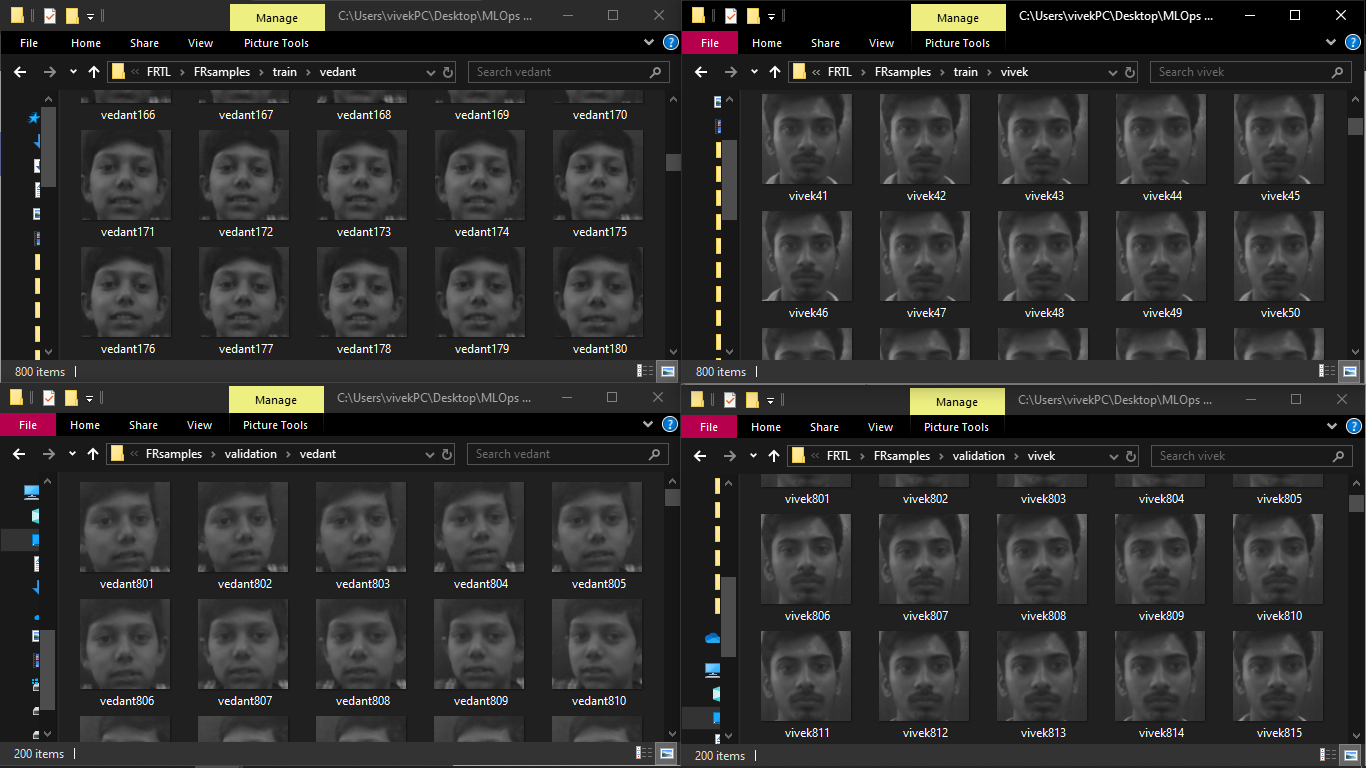 Manage
C:\Users\vivekPC\Desktop\MLOps ...
File Home Share View Picture Tools
« FRTL › FRsamples › train › vedant
Search vedant
vedant166 vedant167 vedant168 vedant169 vedant170
vedant171 vedant172 vedant173 vedant174 vedant175
vedant176 vedant177 vedant178 vedant179 vedant180
800 items
Manage
C:\Users\vivekPC\Desktop\MLOps ...
File Home Share View Picture Tools
« FRTL › FRsamples › train › vivek
Search vivek
vivek41 vivek42 vivek43 vivek44 vivek45
vivek46 vivek47 vivek48 vivek49 vivek50
800 items
Manage
C:\Users\vivekPC\Desktop\MLOps ...
File Home Share View Picture Tools
« FRsamples › validation › vedant
Search vedant
vedant801 vedant802 vedant803 vedant804 vedant805
vedant806 vedant807 vedant808 vedant809 vedant810
200 items
Manage
C:\Users\vivekPC\Desktop\MLOps ...
File Home Share View Picture Tools
« FRTL › FRsamples › validation › vivek
Search vivek
vivek801 vivek802 vivek803 vivek804 vivek805
vivek806 vivek807 vivek808 vivek809 vivek810
vivek811 vivek812 vivek813 vivek814 vivek815
200 items